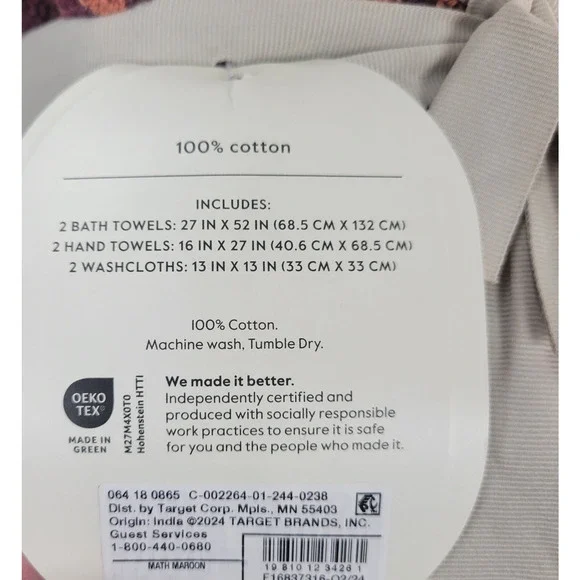 100% cotton
INCLUDES:
2 BATH TOWELS: 27 IN X 52 IN (68.5 CM X 132 CM)
2 HAND TOWELS: 16 IN X 27 IN (40.6 CM X 68.5 CM)
2 WASHCLOTHS: 13 IN X 13 IN (33 CM X 33 CM)
100% Cotton.
Machine wash, Tumble Dry.
OEKO
TEX®
MADE IN
GREEN
M27M4X0T0
Hohenstein HTTI
We made it better.
Independently certified and
produced with socially responsible
work practices to ensure it is safe
for you and the people who made it.
064 18 0865 C-002264-01-244-0238
Dist. by Target Corp. Mpls., MN 55403
Origin: India ©2024 TARGET BRANDS, INC.
Guest Services
1-800-440-0680
MATH MAROON
19810 12 3426 1